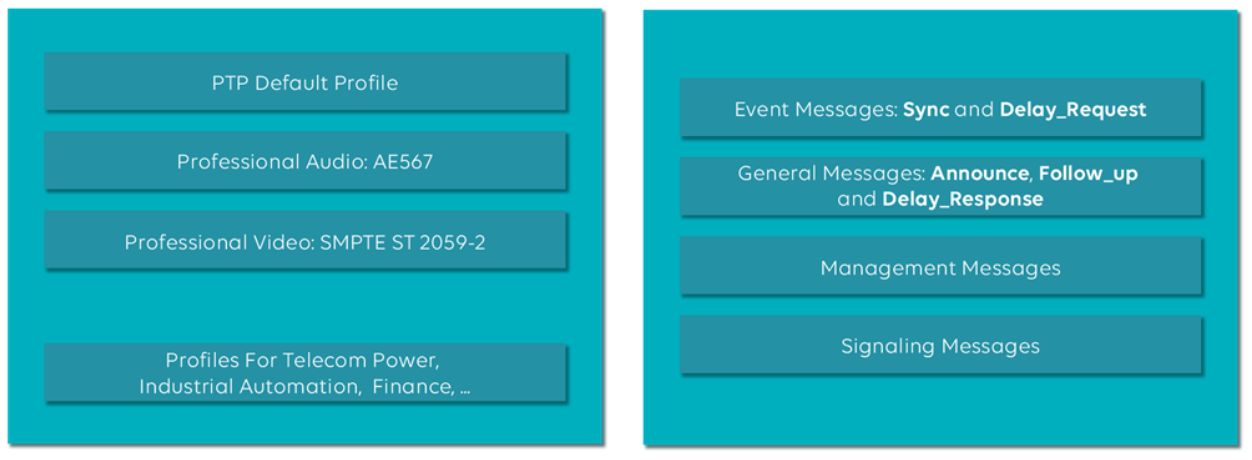 PTP Default Profile
Professional Audio: AE567
Professional Video: SMPTE ST 2059-2
Profiles For Telecom Power,
Industrial Automation, Finance, ...
Event Messages: Sync and Delay_Request
General Messages: Announce, Follow_up
and Delay_Response
Management Messages
Signaling Messages